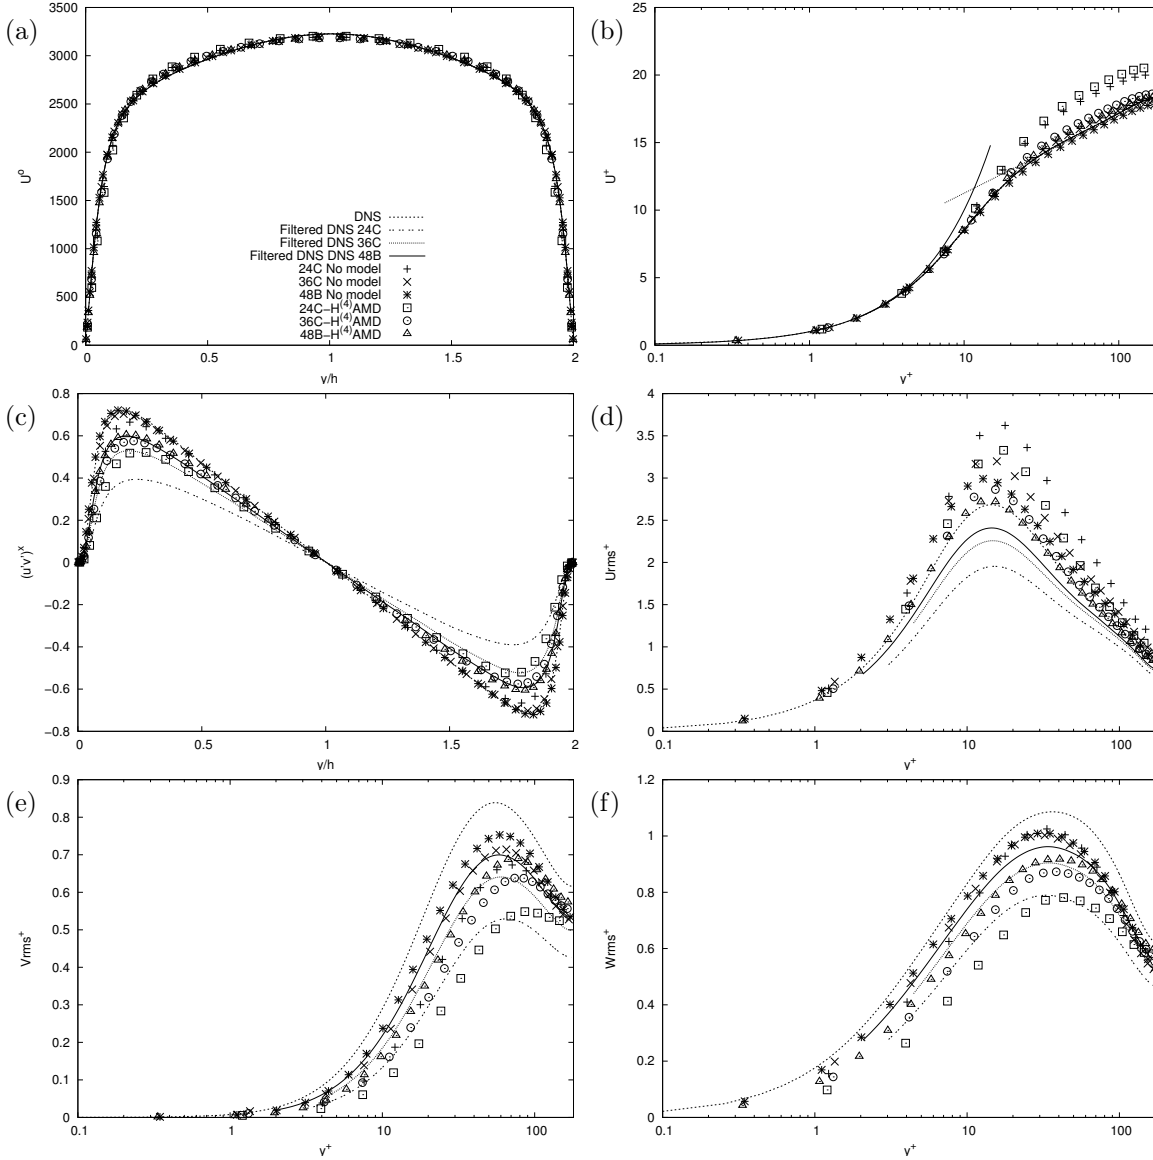 (a)
3500
3000
2500
2000
1500
1000
500
0
U⁰
0
0.5
1
1.5
2
y/h
DNS
Filtered DNS 24C
Filtered DNS 36C
Filtered DNS DNS 48B
24C No model
36C No model
48B No model
24C−H⁽⁴⁾AMD
36C−H⁽⁴⁾AMD
48B−H⁽⁴⁾AMD
(b)
25
20
15
10
5
0
U⁺
0.1
1
10
100
y⁺
(c)
0.8
0.6
0.4
0.2
0
−0.2
−0.4
−0.6
−0.8
(u'v')ˣ
0
0.5
1
1.5
2
y/h
(d)
4
3.5
3
2.5
2
1.5
1
0.5
0
Urms⁺
0.1
1
10
100
y⁺
(e)
0.9
0.8
0.7
0.6
0.5
0.4
0.3
0.2
0.1
0
Vrms⁺
0.1
1
10
100
y⁺
(f)
1.2
1
0.8
0.6
0.4
0.2
0
Wrms⁺
0.1
1
10
100
y⁺